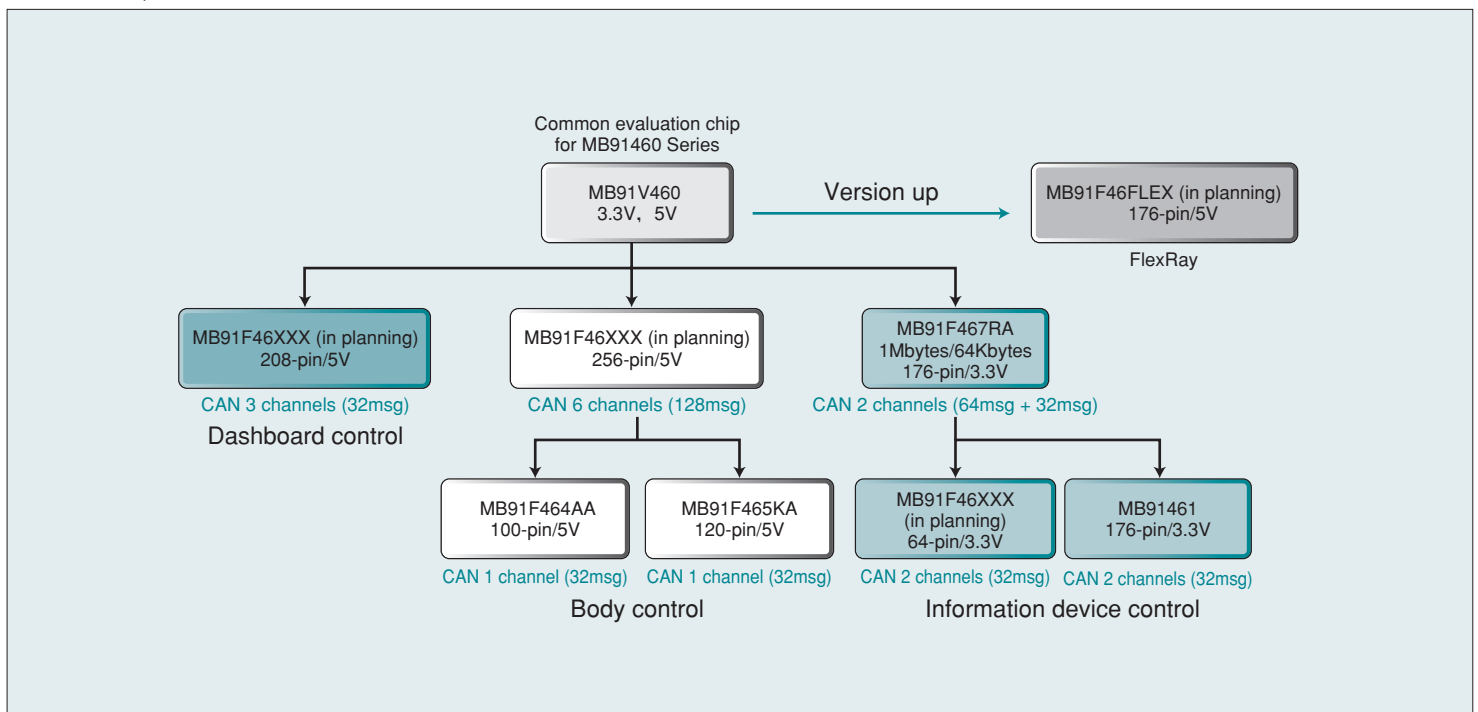 Common evaluation chip
for MB91460 Series
MB91V460
3.3V, 5V
Version up
MB91F46FLEX (in planning)
176-pin/5V
FlexRay
MB91F46XXX (in planning)
208-pin/5V
CAN 3 channels (32msg)
Dashboard control
MB91F46XXX (in planning)
256-pin/5V
CAN 6 channels (128msg)
MB91F467RA
1Mbytes/64Kbytes
176-pin/3.3V
CAN 2 channels (64msg + 32msg)
MB91F464AA
100-pin/5V
CAN 1 channel (32msg)
MB91F465KA
120-pin/5V
CAN 1 channel (32msg)
Body control
MB91F46XXX
(in planning)
64-pin/3.3V
CAN 2 channels (32msg)
MB91461
176-pin/3.3V
CAN 2 channels (32msg)
Information device control